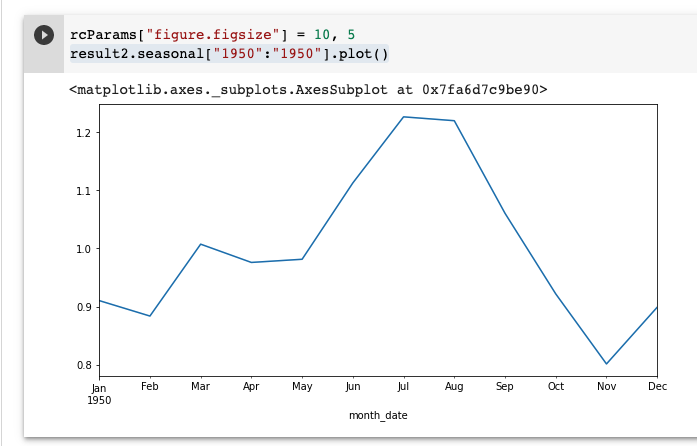 rcParams["figure.figsize"] = 10, 5
result2.seasonal["1950":"1950"].plot()
<matplotlib.axes._subplots.AxesSubplot at 0x7fa6d7c9be90>
1.2
1.1
1.0
0.9
0.8
Jan Feb Mar Apr May Jun Jul Aug Sep Oct Nov Dec
1950
month_date